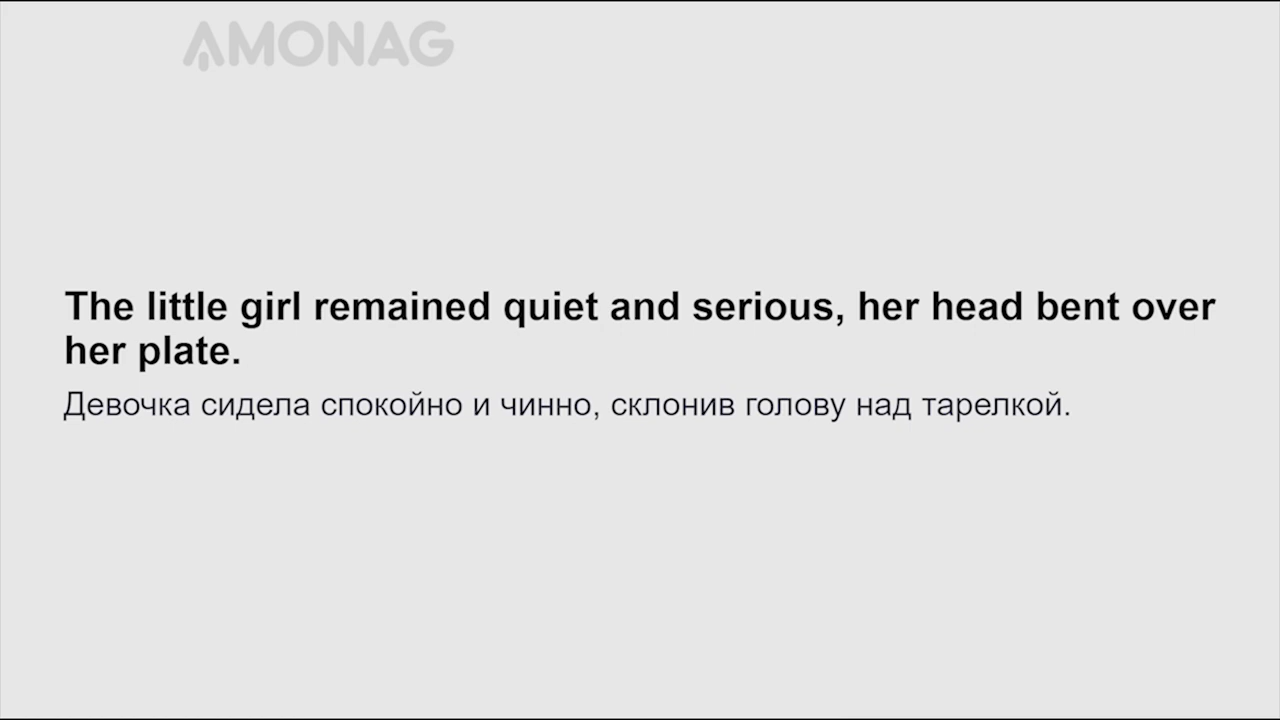 AMONAG
The little girl remained quiet and serious, her head bent over
her plate.
Девочка сидела спокойно и чинно, склонив голову над тарелкой.